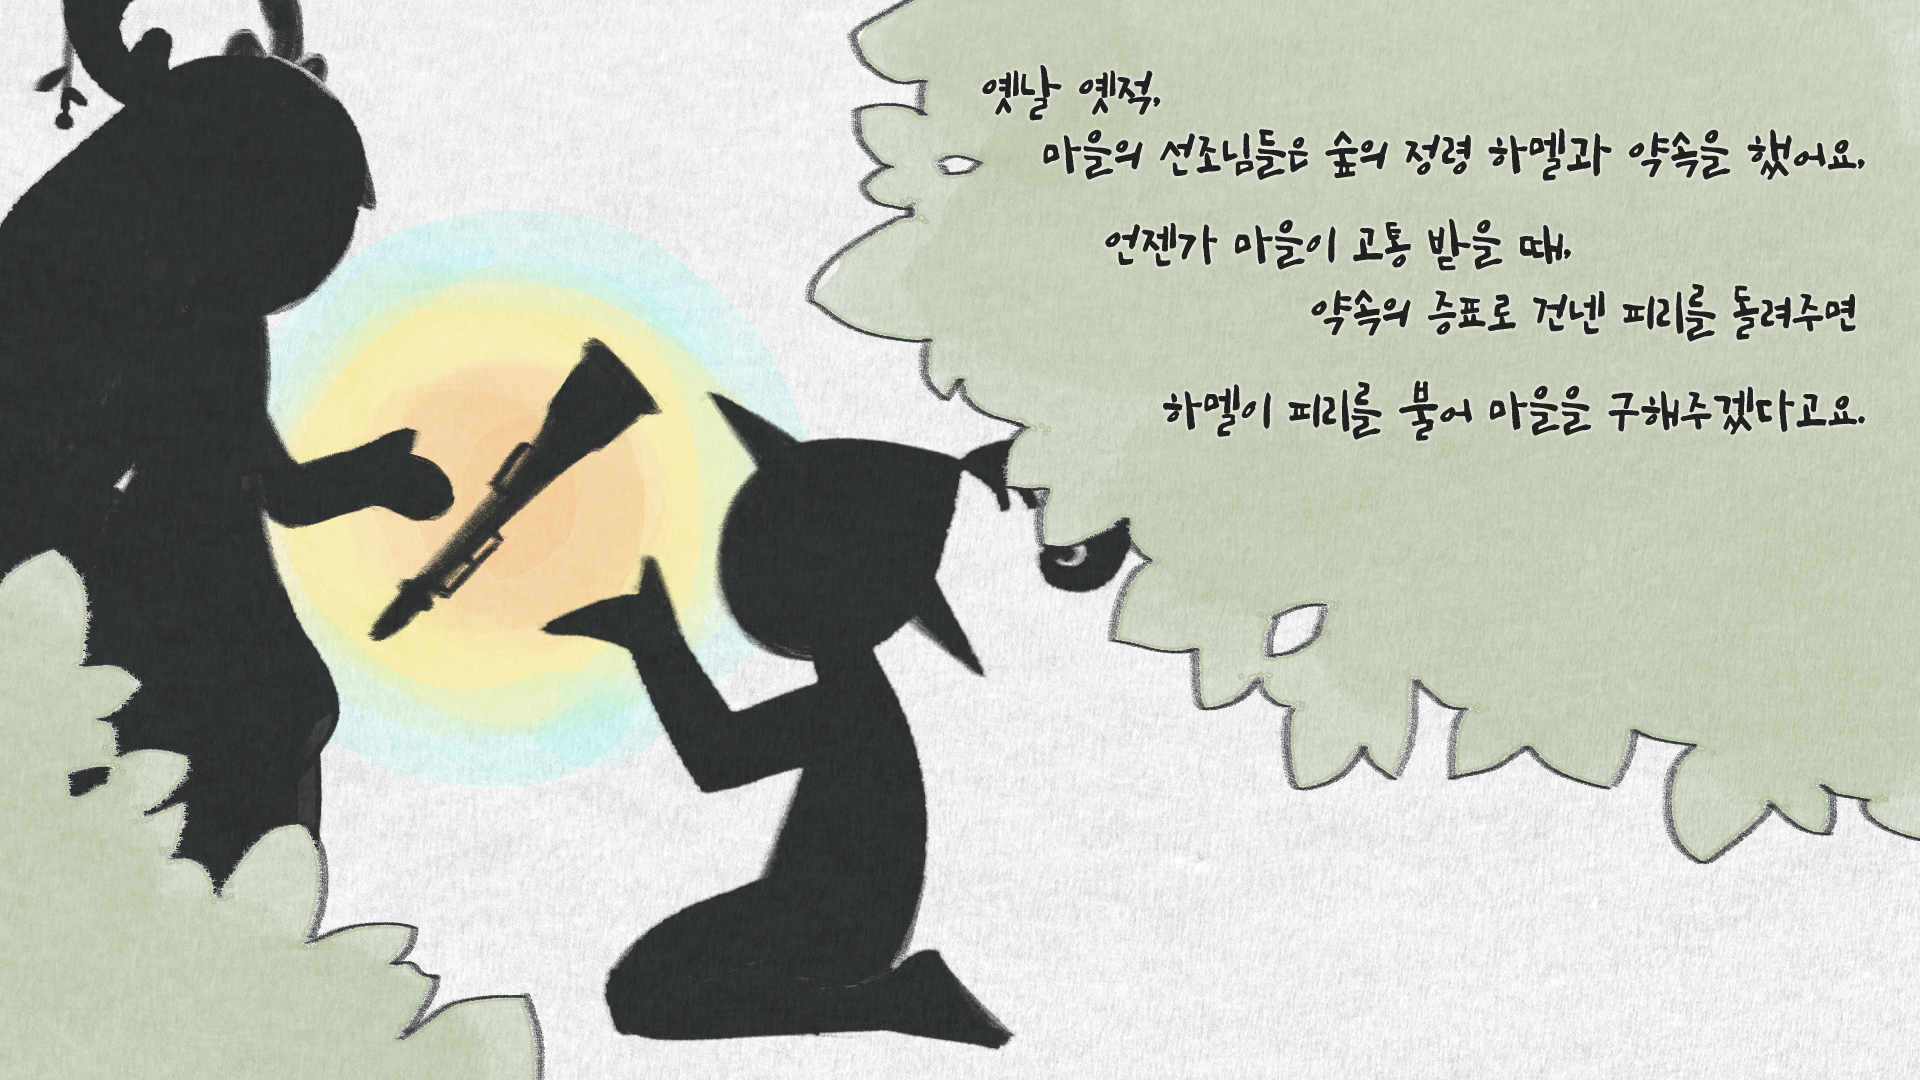 옛날 옛적,
마을의 선조님들은 숲의 정령 하멜과 약속을 했어요,
언젠가 마을이 고통 받을 때,
약속의 증표로 건넨 피리를 돌려주면
하멜이 피리를 불어 마을을 구해주겠다고요.